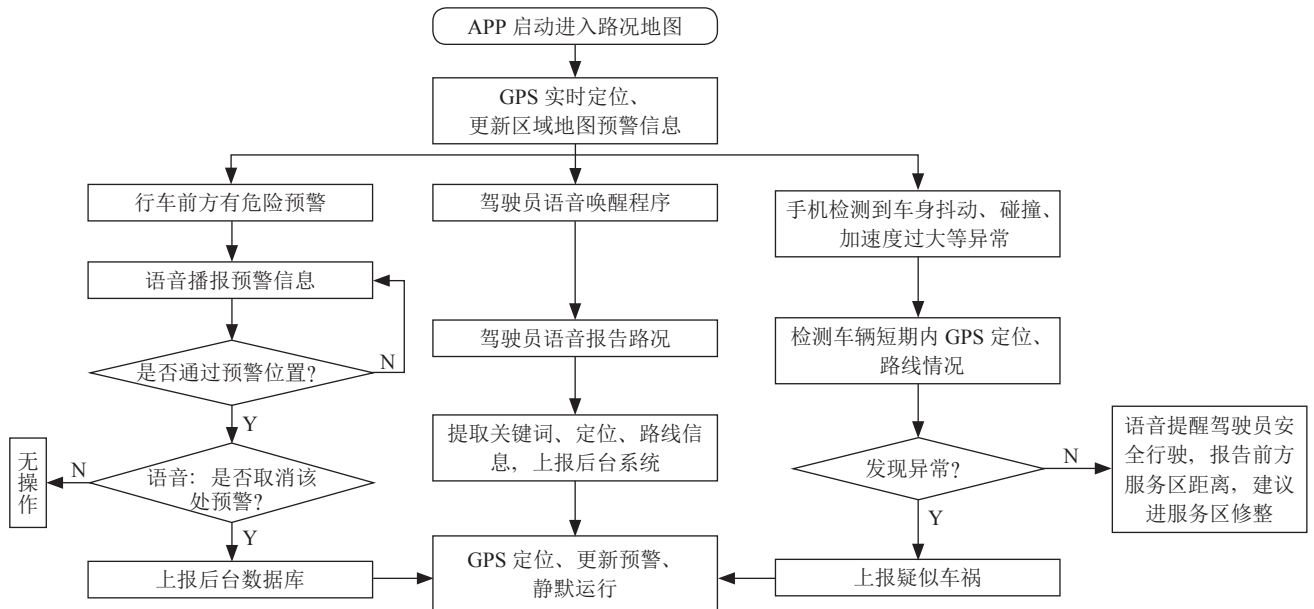 APP 启动进入路况地图
GPS 实时定位、
更新区域地图预警信息
行车前方有危险预警
语音播报预警信息
是否通过预警位置?
N
Y
语音：是否取消该
处预警?
N
无
操
作
Y
上报后台数据库
驾驶员语音唤醒程序
驾驶员语音报告路况
提取关键词、定位、路线信
息，上报后台系统
GPS 定位、更新预警、
静默运行
手机检测到车身抖动、碰撞、
加速度过大等异常
检测车辆短期内 GPS 定位、
路线情况
发现异常?
N
语音提醒驾驶员安
全行驶，报告前方
服务区距离，建议
进服务区修整
Y
上报疑似车祸